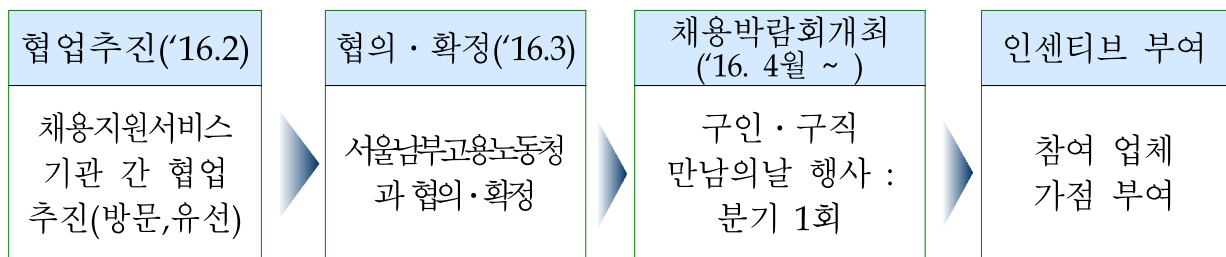 협업추진(‘16.2)
채용지원서비스
기관 간 협업
추진(방문,유선)
협의·확정(‘16.3)
서울남부고용노동청
과 협의·확정
채용박람회개최
(‘16. 4월 ~ )
구인·구직
만남의날 행사 :
분기 1회
인센티브 부여
참여 업체
가점 부여